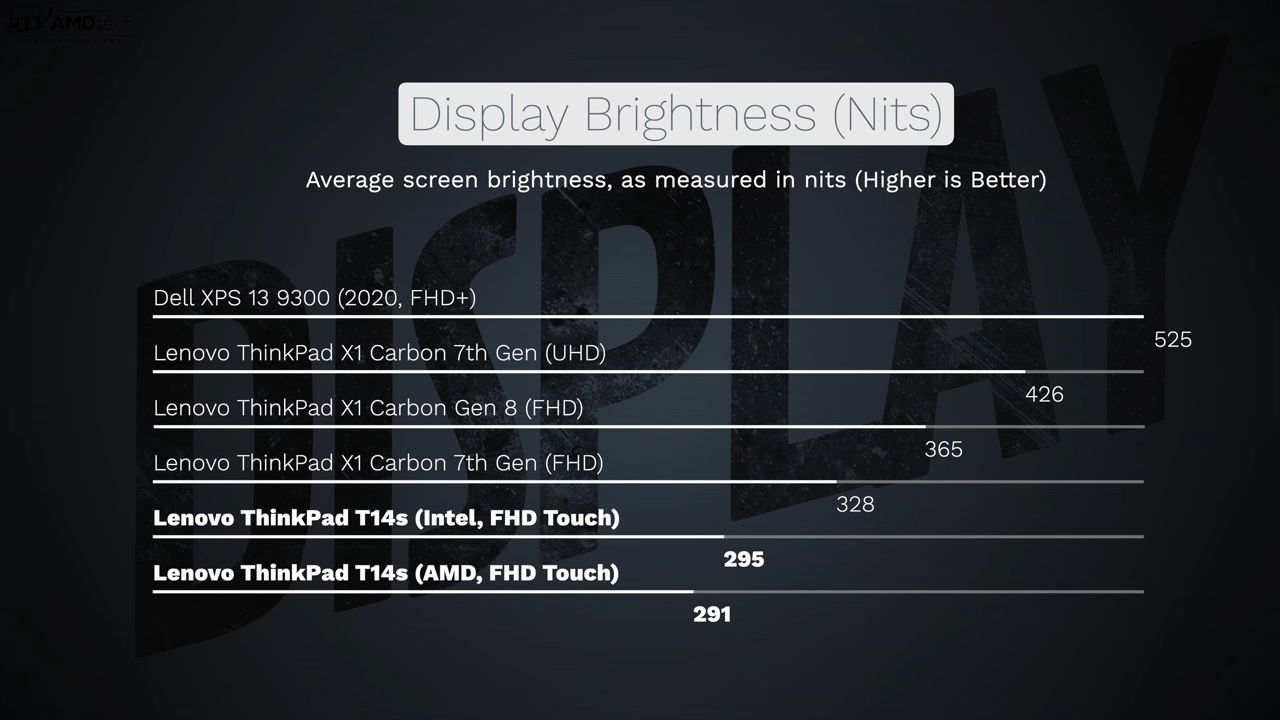 AMDtech
Display Brightness (Nits)
Average screen brightness, as measured in nits (Higher is Better)
DISPLAY
Dell XPS 13 9300 (2020, FHD+)
525
Lenovo ThinkPad X1 Carbon 7th Gen (UHD)
426
Lenovo ThinkPad X1 Carbon Gen 8 (FHD)
365
Lenovo ThinkPad X1 Carbon 7th Gen (FHD)
328
Lenovo ThinkPad T14s (Intel, FHD Touch)
295
Lenovo ThinkPad T14s (AMD, FHD Touch)
291